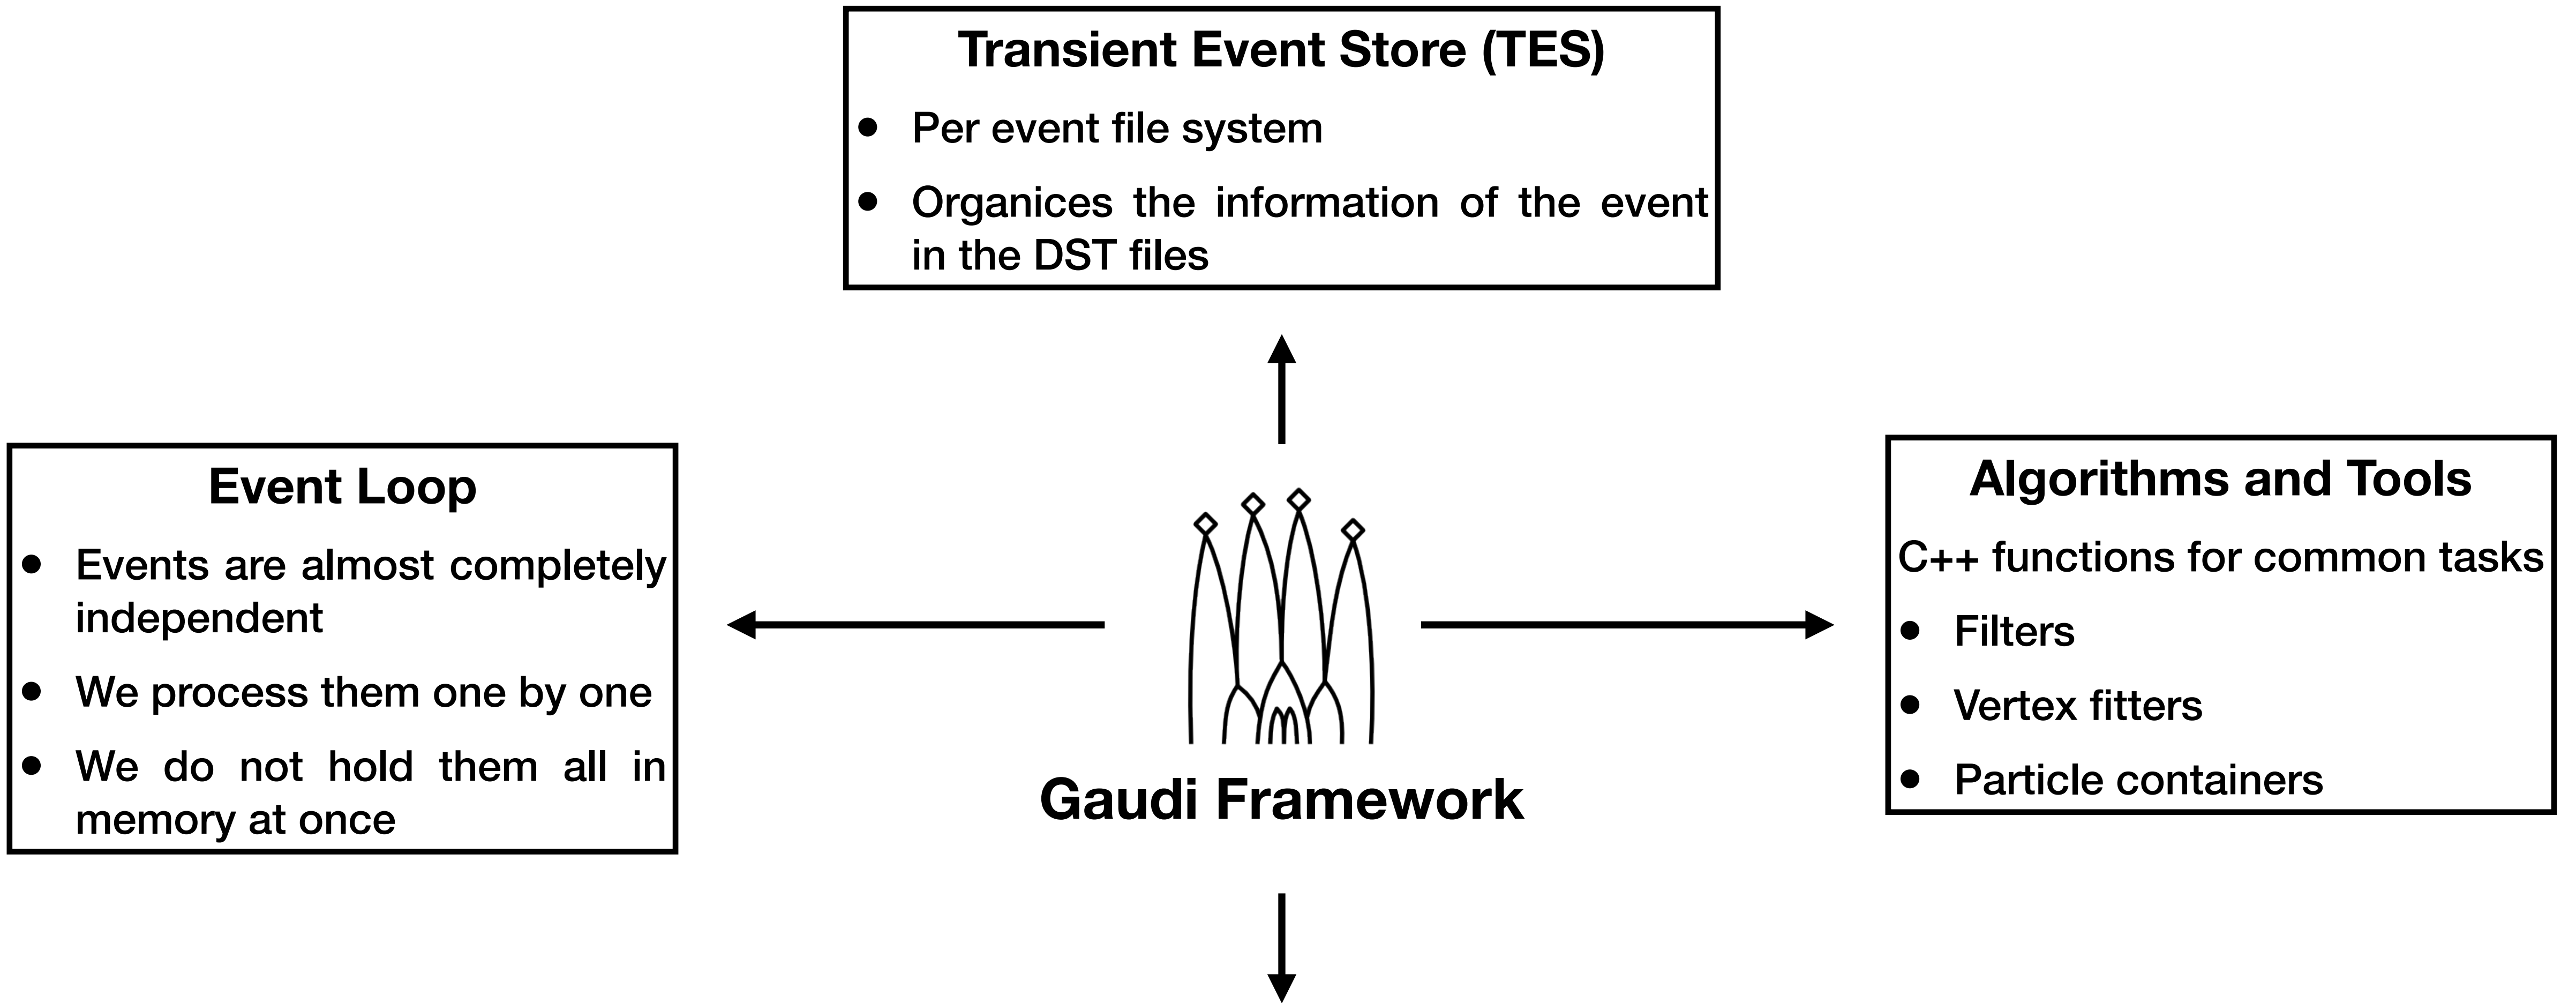 Transient Event Store (TES)
● Per event file system
● Organices the information of the event
in the DST files
Event Loop
● Events are almost completely
independent
● We process them one by one
● We do not hold them all in
memory at once
Gaudi Framework
Algorithms and Tools
C++ functions for common tasks
● Filters
● Vertex fitters
● Particle containers